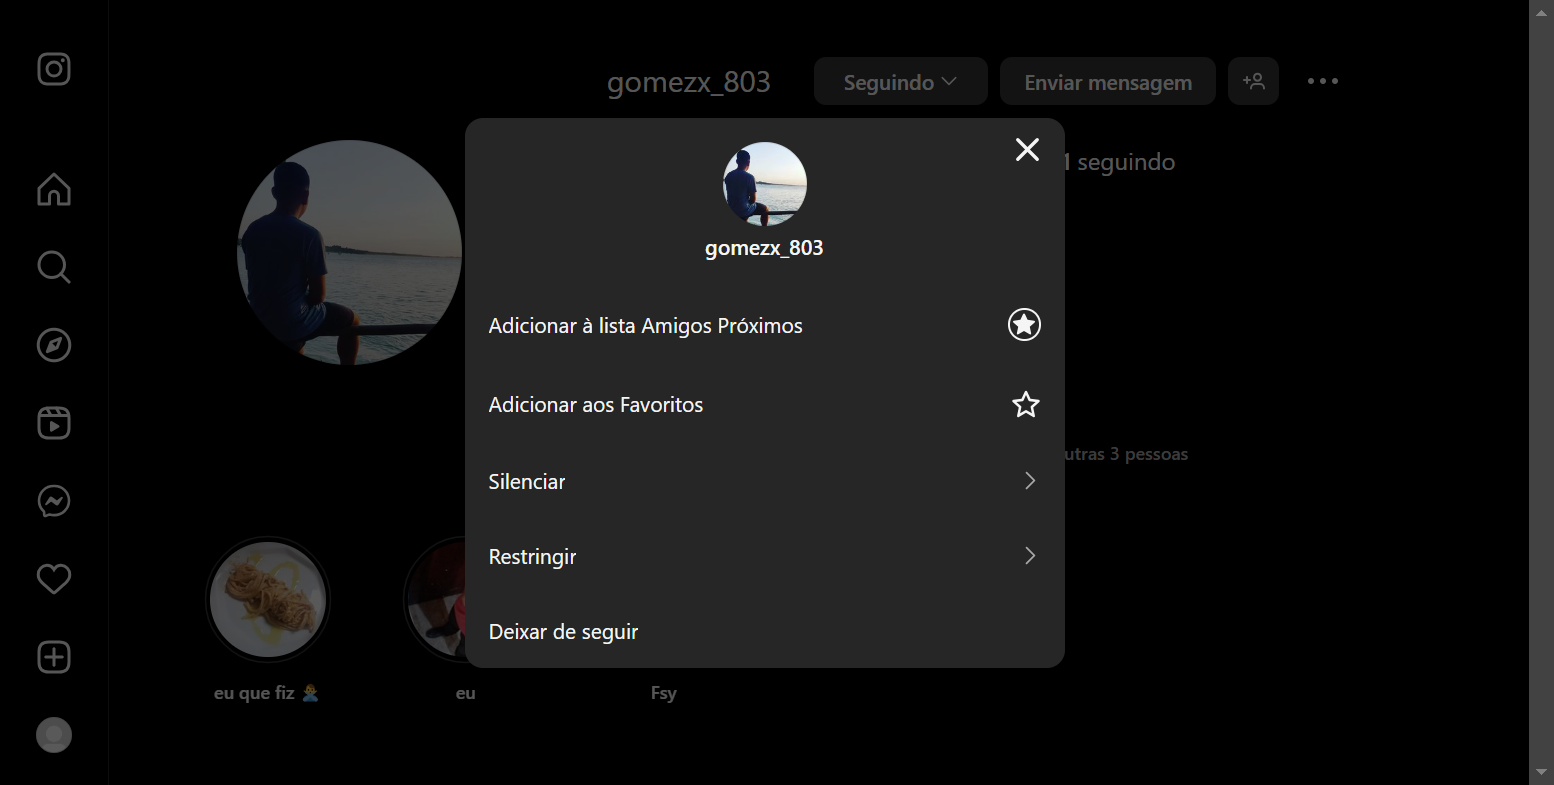 gomezx_803
Seguindo
Enviar mensagem
1 seguindo
gomezx_803
Adicionar à lista Amigos Próximos
Adicionar aos Favoritos
utras 3 pessoas
Silenciar
Restringir
Deixar de seguir
eu que fiz
eu
Fsy